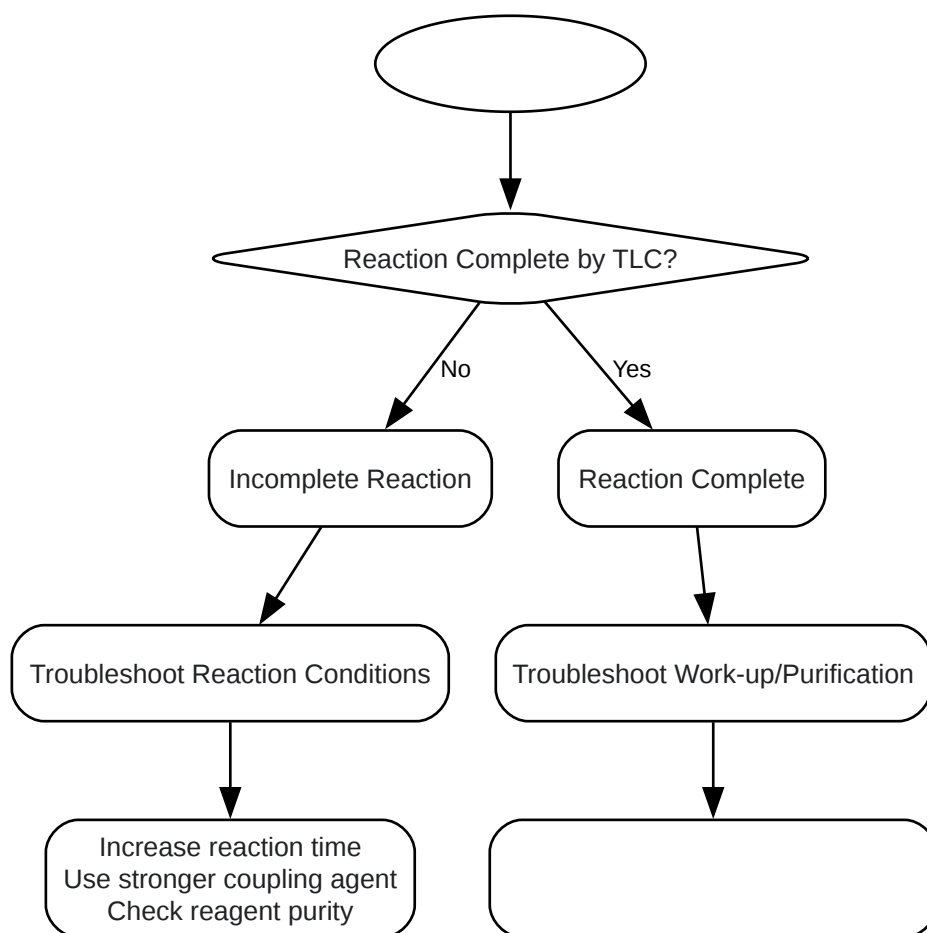 Reaction Complete by TLC?
No
Yes
Incomplete Reaction
Reaction Complete
Troubleshoot Reaction Conditions
Troubleshoot Work-up/Purification
Increase reaction time
Use stronger coupling agent
Check reagent purity